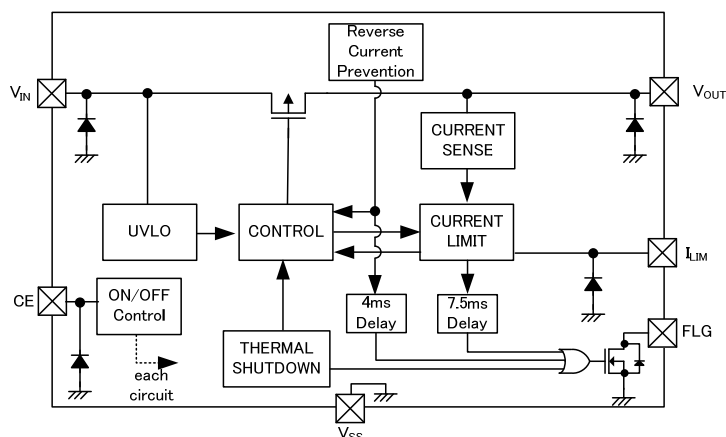 Reverse
Current
Prevention
VIN
VOUT
CURRENT
SENSE
UVLO
CONTROL
CURRENT
LIMIT
ILIM
CE
ON/OFF
Control
4ms
Delay
7.5ms
Delay
FLG
each
circuit
THERMAL
SHUTDOWN
VSS